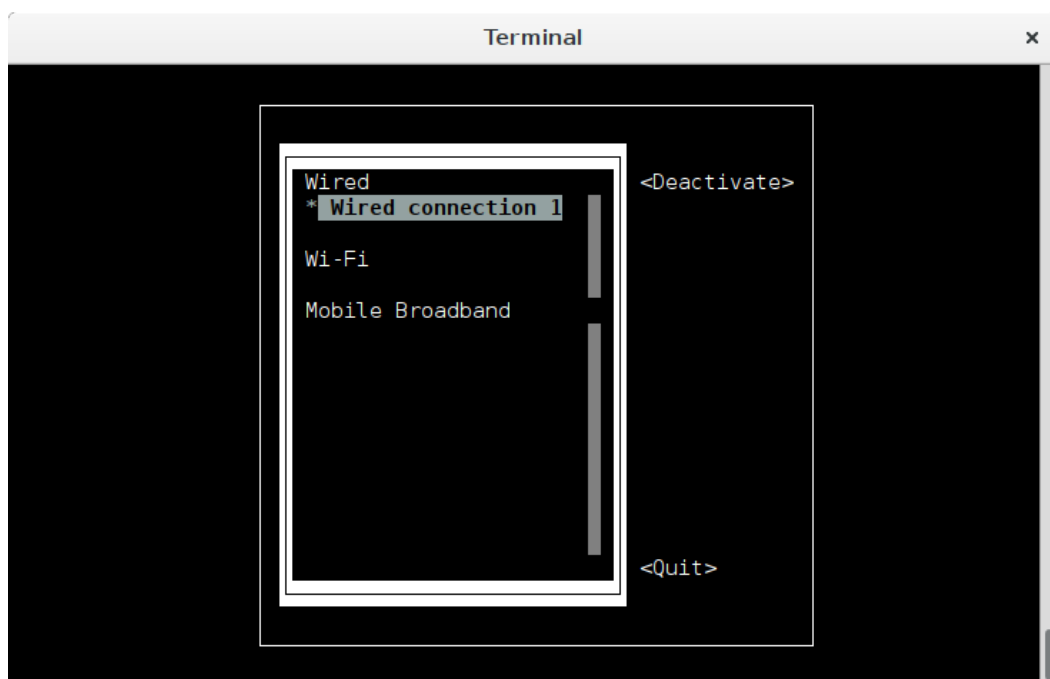 Terminal
Wired <Deactivate>
* Wired connection 1
Wi-Fi
Mobile Broadband
<Quit>